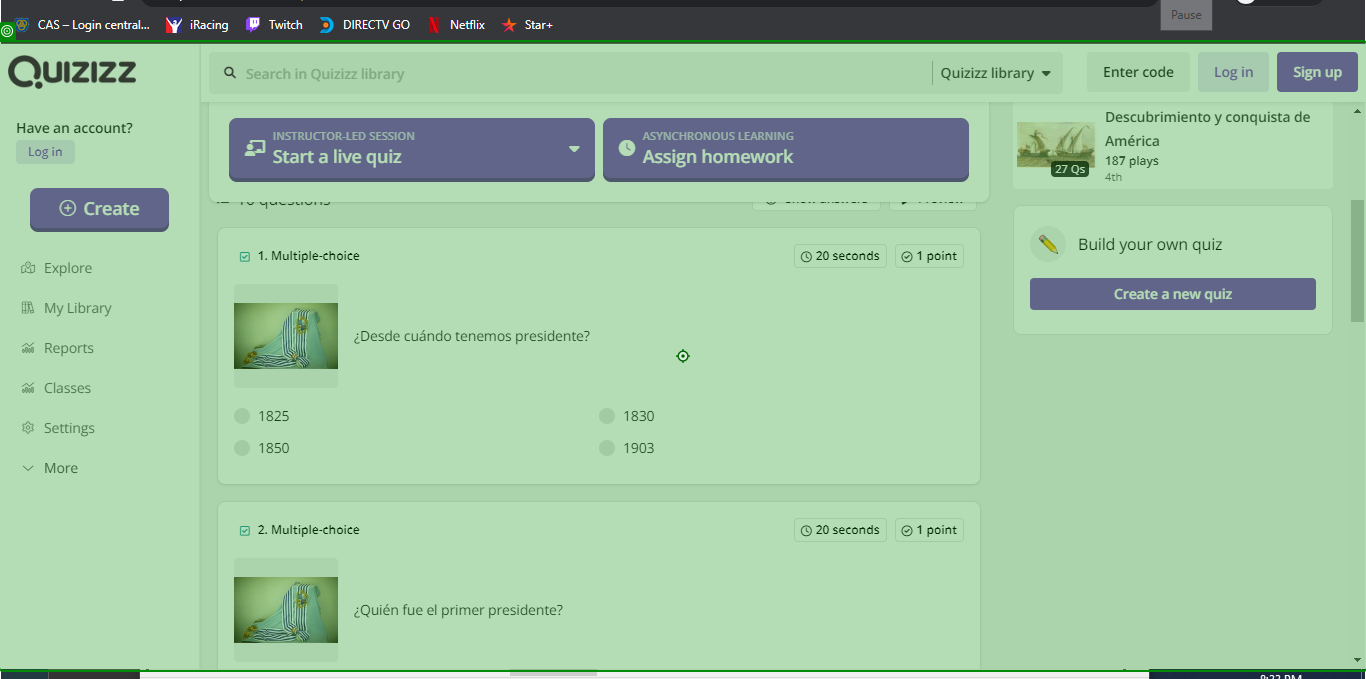 Pause
CAS – Login central...
iRacing
Twitch
DIRECTV GO
Netflix
Star+
QUIZIZZ
Search in Quizizz library
Quizizz library
Enter code
Log in
Sign up
Have an account?
Log in
Create
Explore
My Library
Reports
Classes
Settings
More
INSTRUCTOR-LED SESSION
Start a live quiz
ASYNCHRONOUS LEARNING
Assign homework
1. Multiple-choice
20 seconds
1 point
¿Desde cuándo tenemos presidente?
1825
1830
1850
1903
2. Multiple-choice
20 seconds
1 point
¿Quién fue el primer presidente?
Descubrimiento y conquista de
América
187 plays
27 Qs
4th
Build your own quiz
Create a new quiz